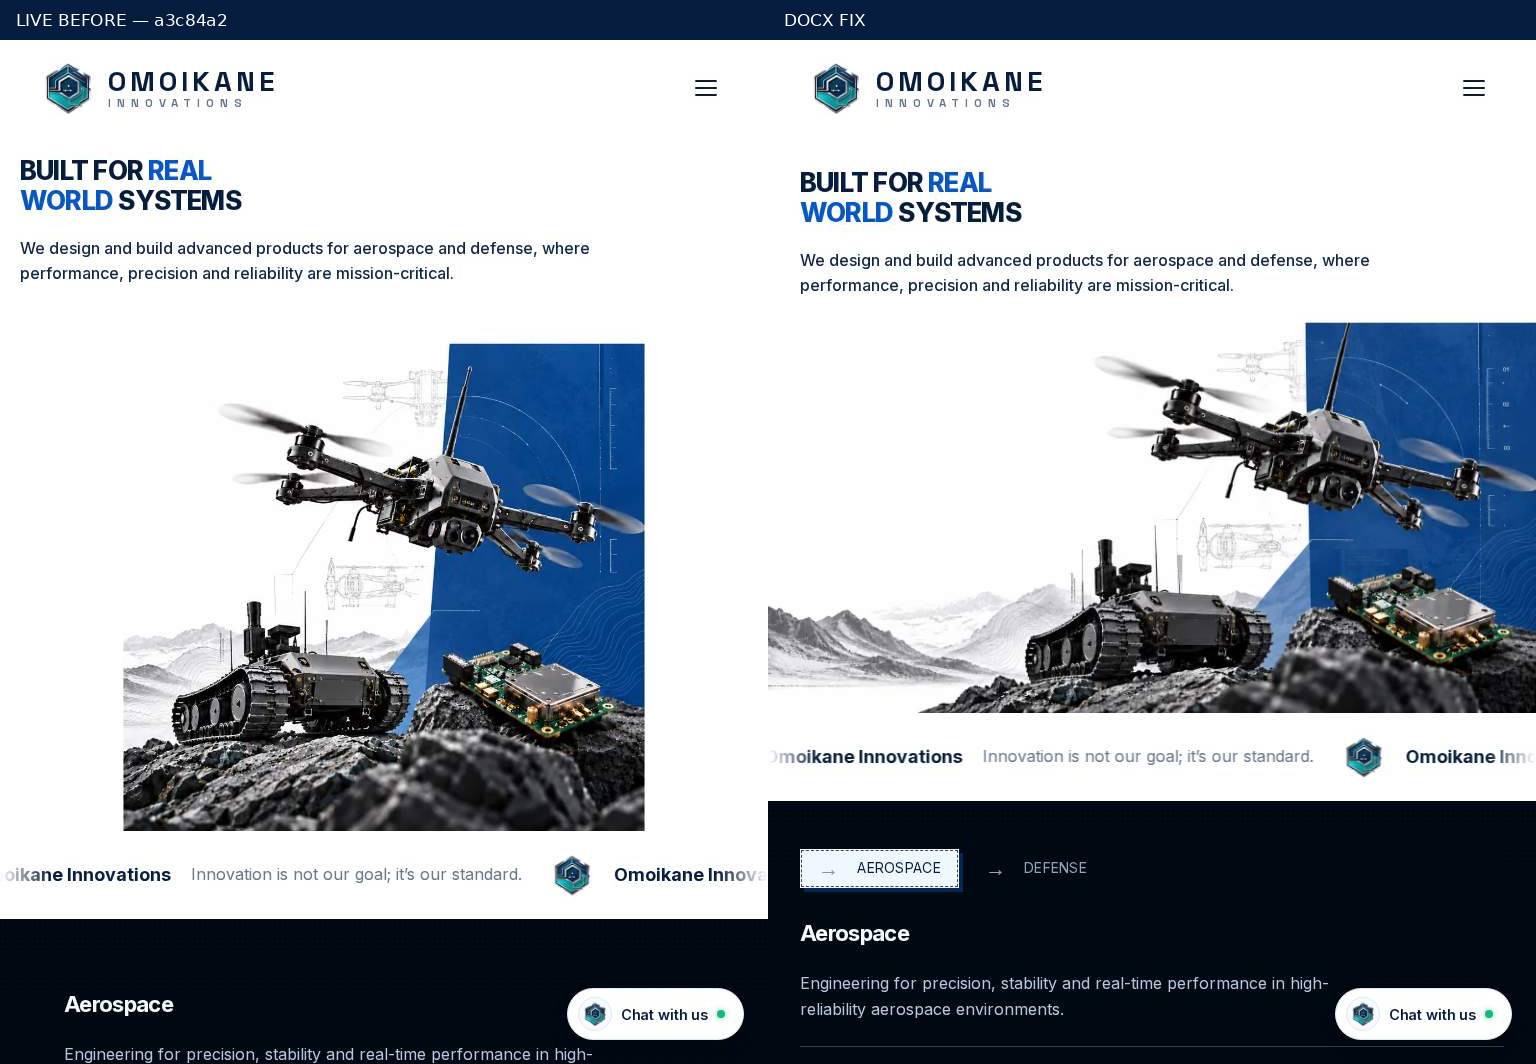 LIVE BEFORE — a3c84a2
OMOIKANE
INNOVATIONS
BUILT FOR REAL
WORLD SYSTEMS
We design and build advanced products for aerospace and defense, where
performance, precision and reliability are mission-critical.
oikane Innovations Innovation is not our goal; it’s our standard. Omoikane Innova
Aerospace
Engineering for precision, stability and real-time performance in high-
Chat with us
DOCX FIX
OMOIKANE
INNOVATIONS
BUILT FOR REAL
WORLD SYSTEMS
We design and build advanced products for aerospace and defense, where
performance, precision and reliability are mission-critical.
Omoikane Innovations Innovation is not our goal; it’s our standard. Omoikane Inno
→ AEROSPACE → DEFENSE
Aerospace
Engineering for precision, stability and real-time performance in high-
reliability aerospace environments.
Chat with us